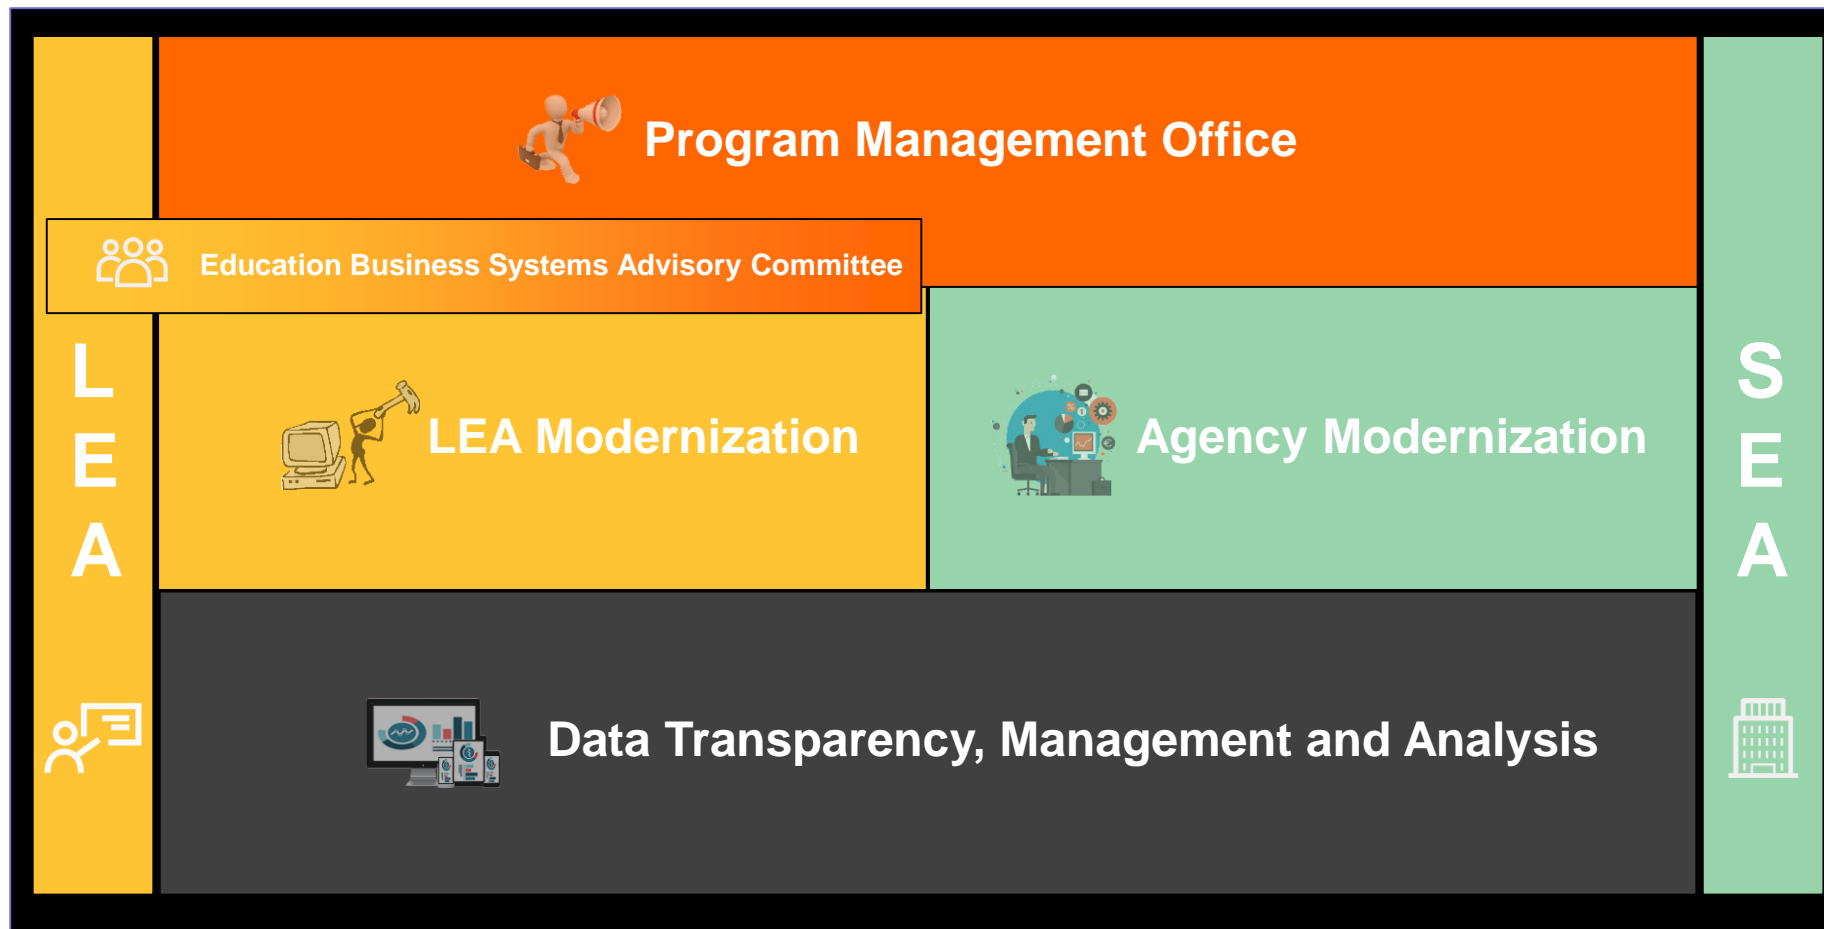 Program Management Office
Education Business Systems Advisory Committee
L
E
A
LEA Modernization
Agency Modernization
S
E
A
Data Transparency, Management and Analysis